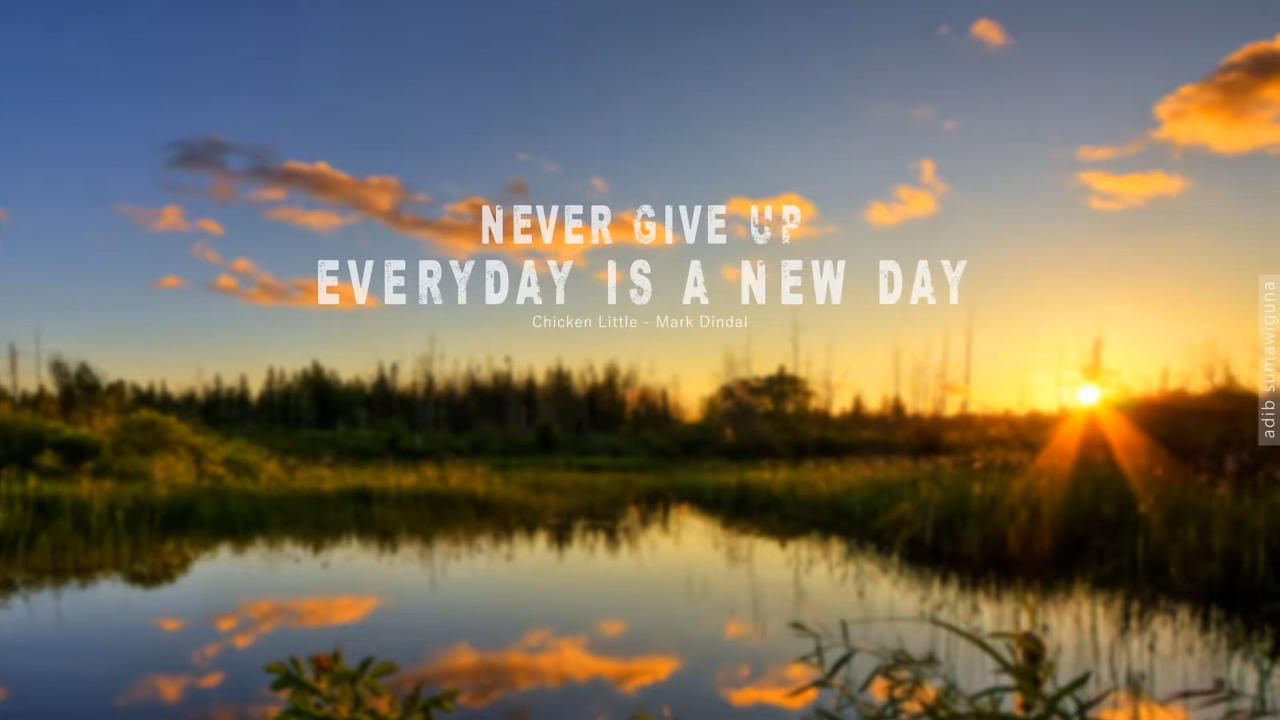 NEVER GIVE UP
EVERYDAY IS A NEW DAY
Chicken Little - Mark Dindal
adib sumawiguna